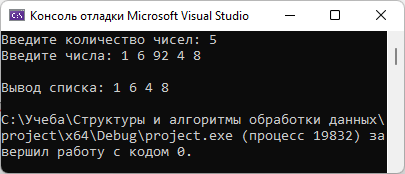 Консоль отладки Microsoft Visual Studio
Введите количество чисел: 5
Введите числа: 1 6 92 4 8
Вывод списка: 1 6 4 8
C:\Учеба\Структуры и алгоритмы обработки данных\
project\x64\Debug\project.exe (процесс 19832) за
вершил работу с кодом 0.